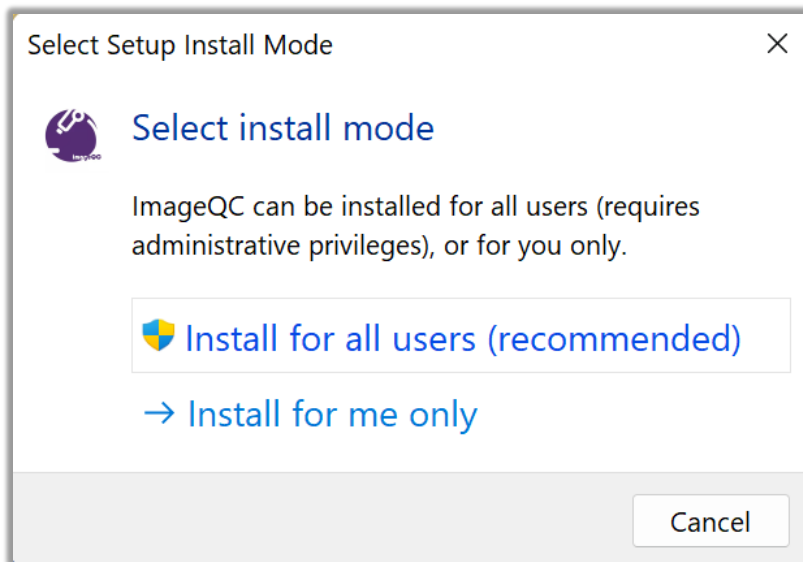 Select Setup Install Mode
ImageQC
Select install mode
ImageQC can be installed for all users (requires
administrative privileges), or for you only.
Install for all users (recommended)
Install for me only
Cancel